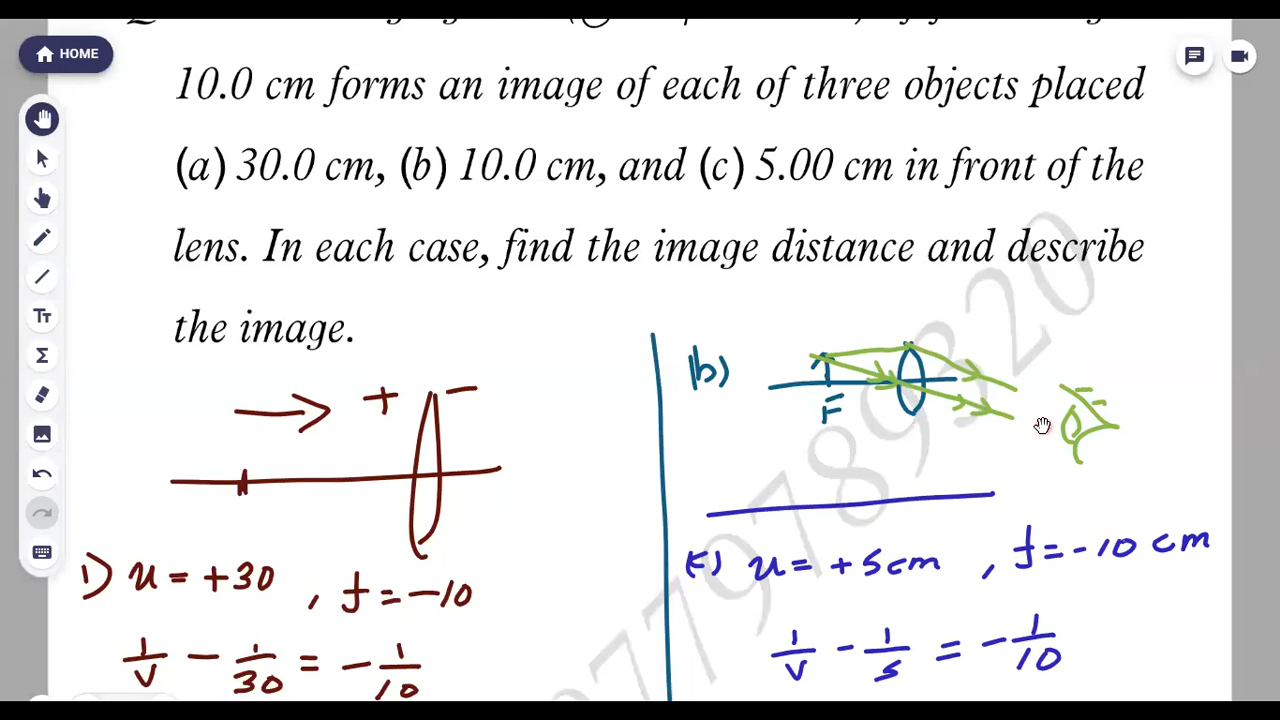 HOME
10.0 cm forms an image of each of three objects placed
(a) 30.0 cm, (b) 10.0 cm, and (c) 5.00 cm in front of the
lens. In each case, find the image distance and describe
the image.
+ −
b)
F
1) u = +30 , f = -10
1/v - 1/30 = - 1/10
c) u = +5cm , f = -10 cm
1/v - 1/5 = - 1/10
Tт
Σ
7789320